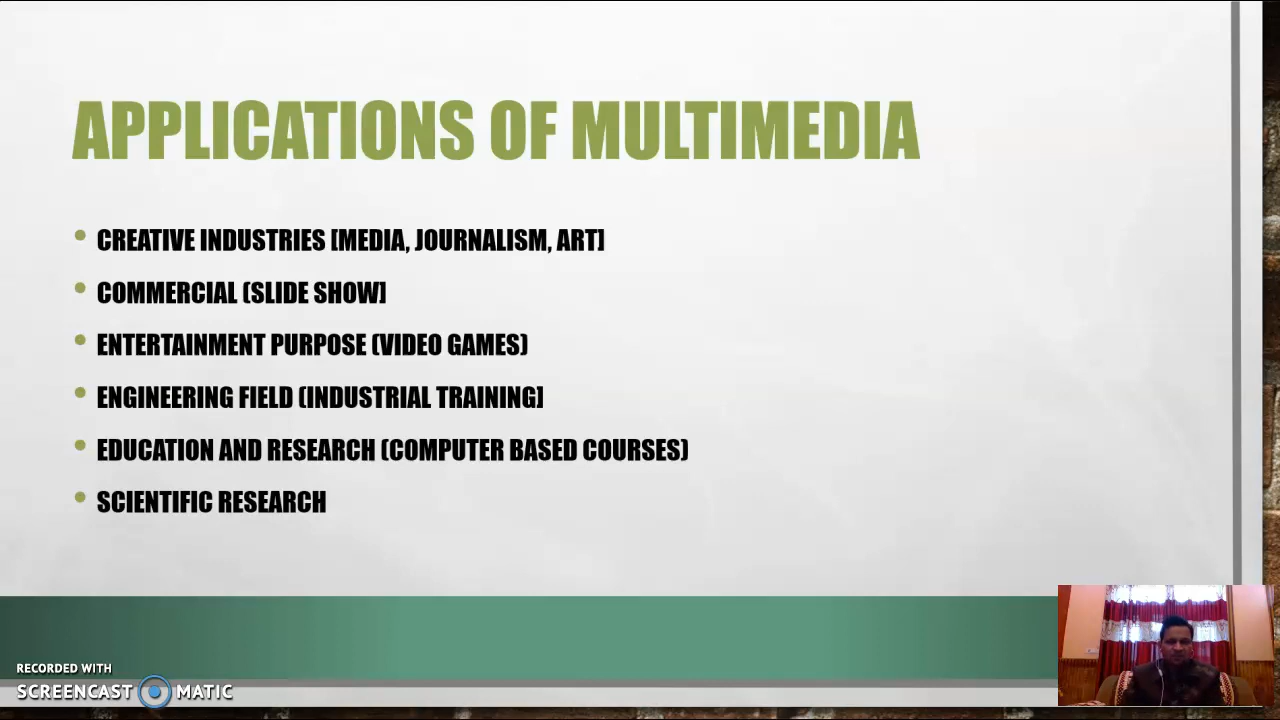 APPLICATIONS OF MULTIMEDIA
CREATIVE INDUSTRIES [MEDIA, JOURNALISM, ART]
COMMERCIAL (SLIDE SHOW]
ENTERTAINMENT PURPOSE (VIDEO GAMES)
ENGINEERING FIELD (INDUSTRIAL TRAINING]
EDUCATION AND RESEARCH (COMPUTER BASED COURSES)
SCIENTIFIC RESEARCH
RECORDED WITH
SCREENCAST MATIC